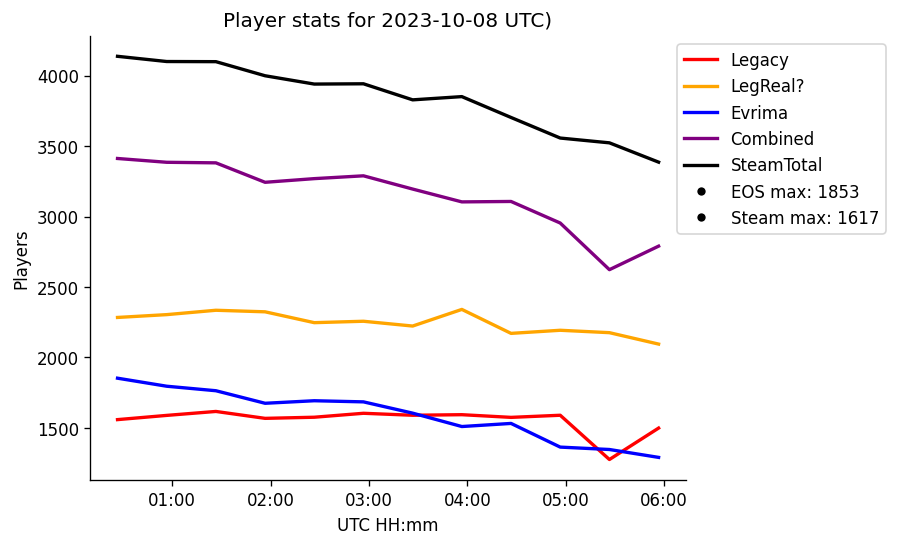 Player stats for 2023-10-08 UTC)
4000
3500
3000
2500
2000
1500
Players
01:00 02:00 03:00 04:00 05:00 06:00
UTC HH:mm
Legacy
LegReal?
Evrima
Combined
SteamTotal
EOS max: 1853
Steam max: 1617